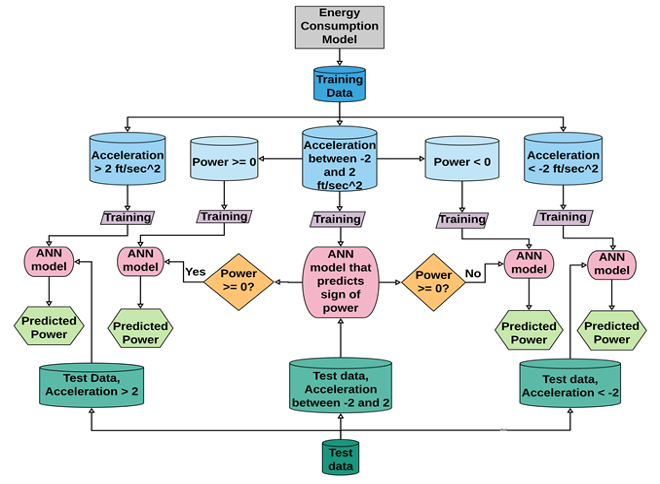 Energy
Consumption
Model
Training
Data
Acceleration
> 2 ft/sec^2
Power >= 0
Acceleration
between -2
and 2
ft/sec^2
Power < 0
Acceleration
< -2 ft/sec^2
Training
Training
Training
Training
Training
ANN
model
ANN
model
Yes
Power
>= 0?
ANN
model that
predicts
sign of
power
Power
>= 0?
No
ANN
model
ANN
model
Predicted
Power
Predicted
Power
Predicted
Power
Predicted
Power
Test Data,
Acceleration > 2
Test data,
Acceleration
between -2 and 2
Test data,
Acceleration < -2
Test
data